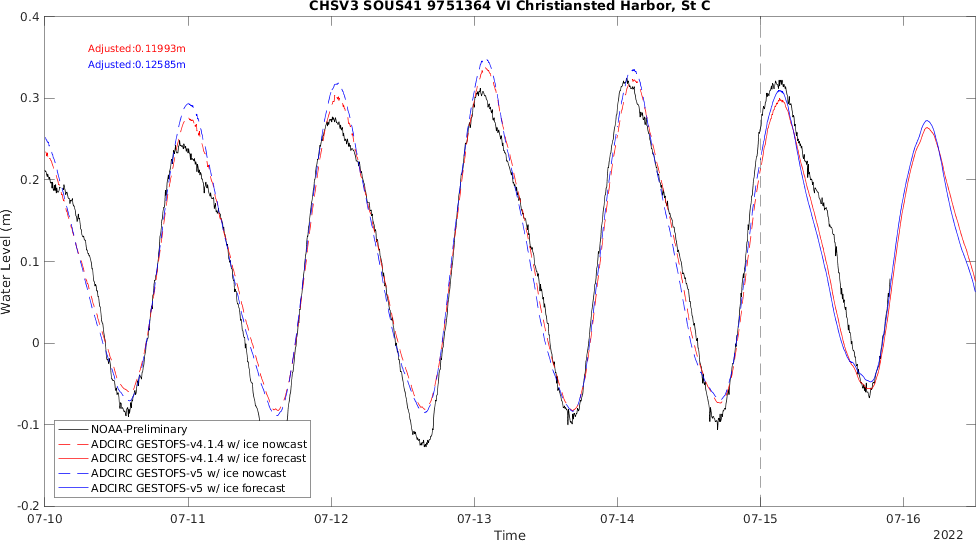 CHSV3 SOUS41 9751364 VI Christiansted Harbor, St C
Adjusted:0.11993m
Adjusted:0.12585m
0.4
0.3
0.2
0.1
0
-0.1
-0.2
Water Level (m)
NOAA-Preliminary
ADCIRC GESTOFS-v4.1.4 w/ ice nowcast
ADCIRC GESTOFS-v4.1.4 w/ ice forecast
ADCIRC GESTOFS-v5 w/ ice nowcast
ADCIRC GESTOFS-v5 w/ ice forecast
07-10 07-11 07-12 07-13 07-14 07-15 07-16
Time
2022